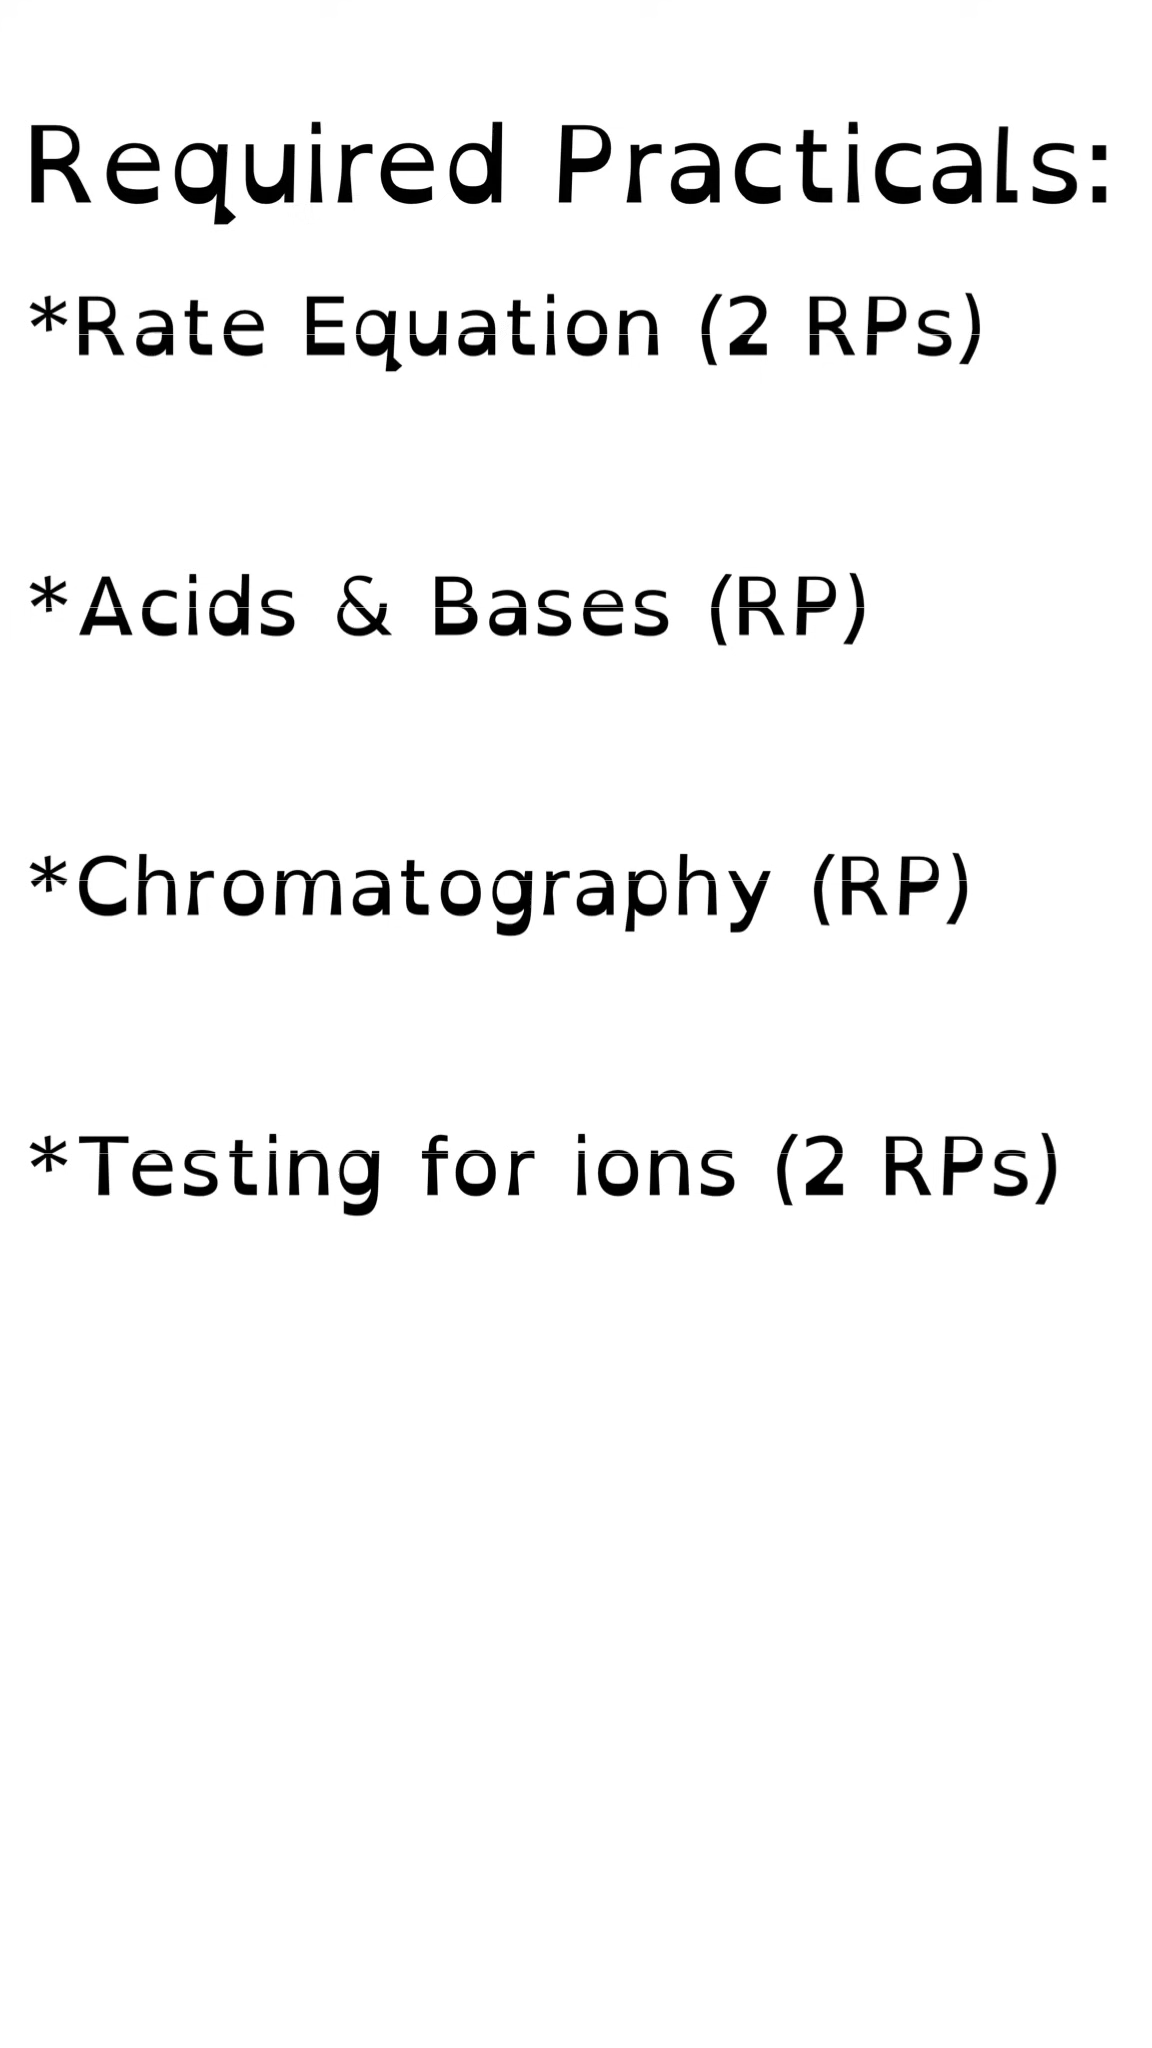 Required Practicals:
*Rate Equation (2 RPs)
*Acids & Bases (RP)
*Chromatography (RP)
*Testing for ions (2 RPs)